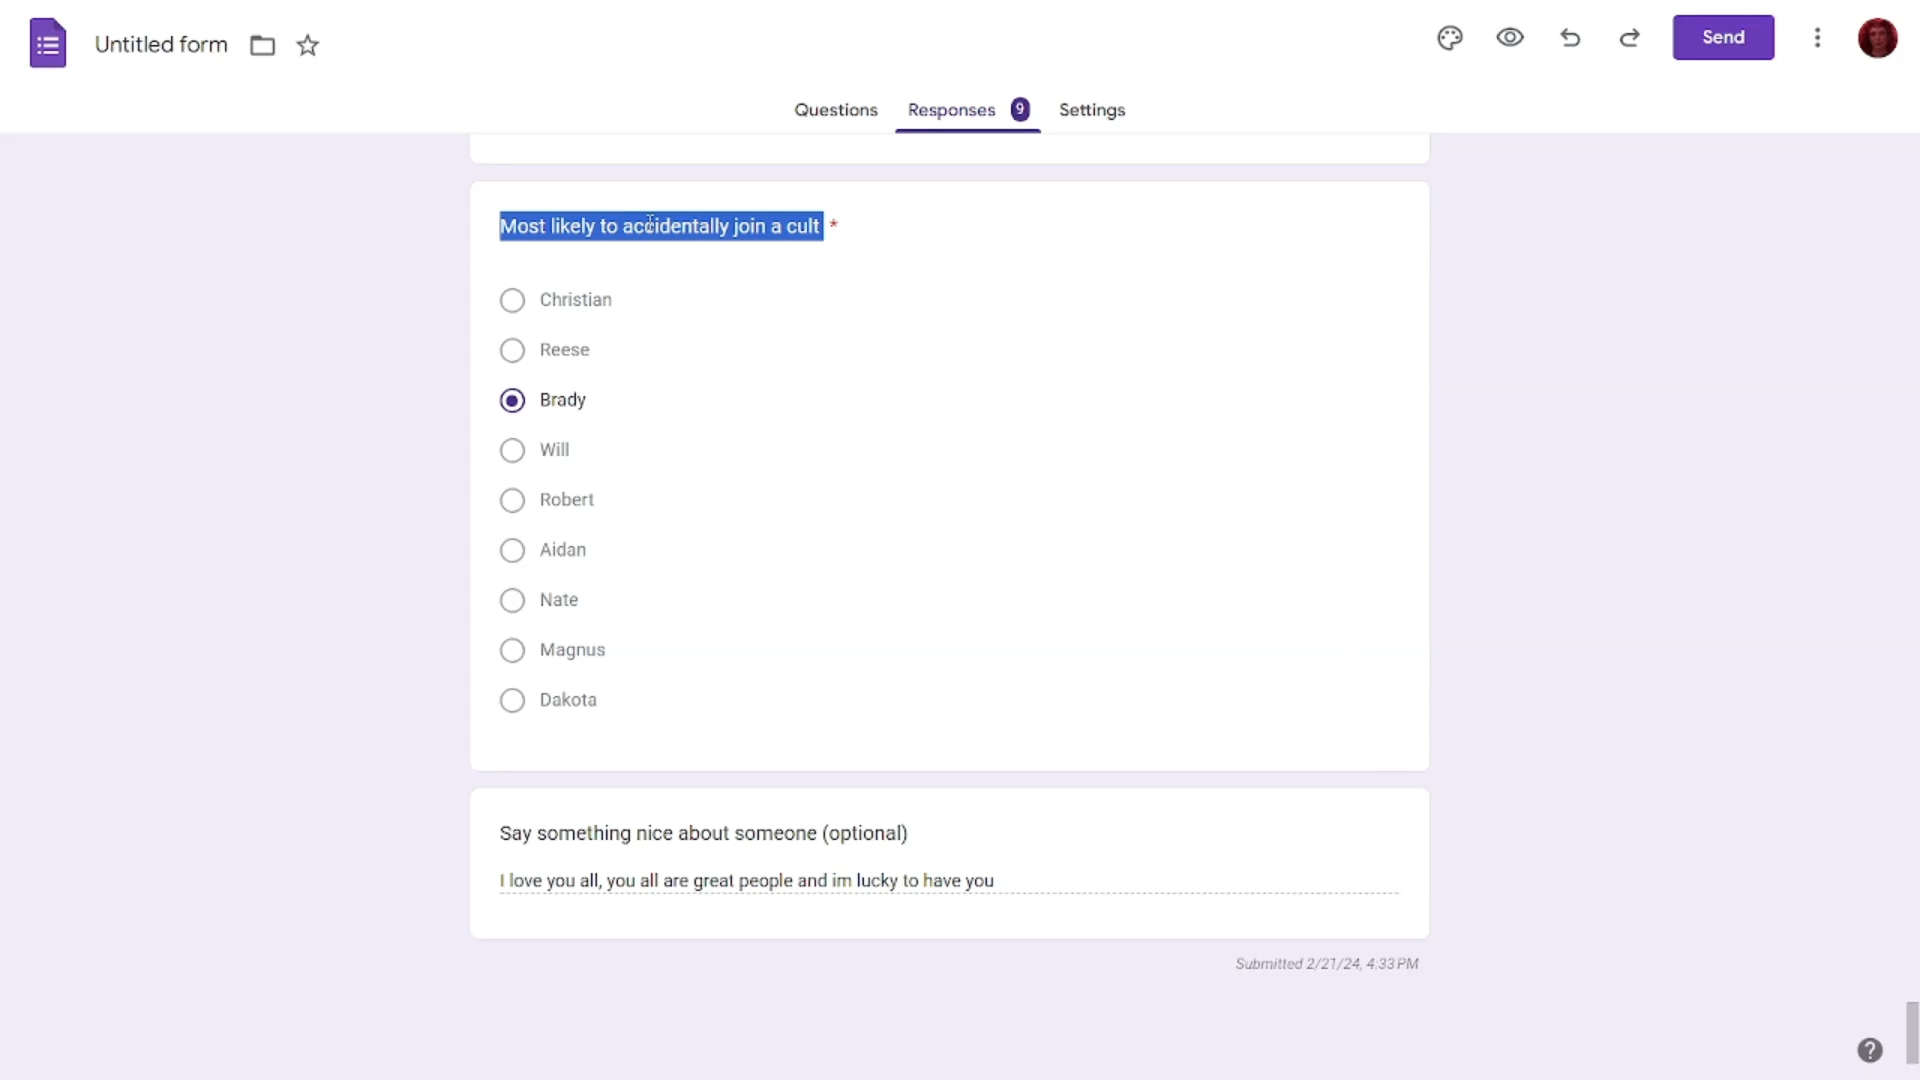 Untitled form
Send
Questions
Responses 9
Settings
Most likely to accidentally join a cult *
Christian
Reese
Brady
Will
Robert
Aidan
Nate
Magnus
Dakota
Say something nice about someone (optional)
I love you all, you all are great people and im lucky to have you
Submitted 2/21/24, 4:33 PM